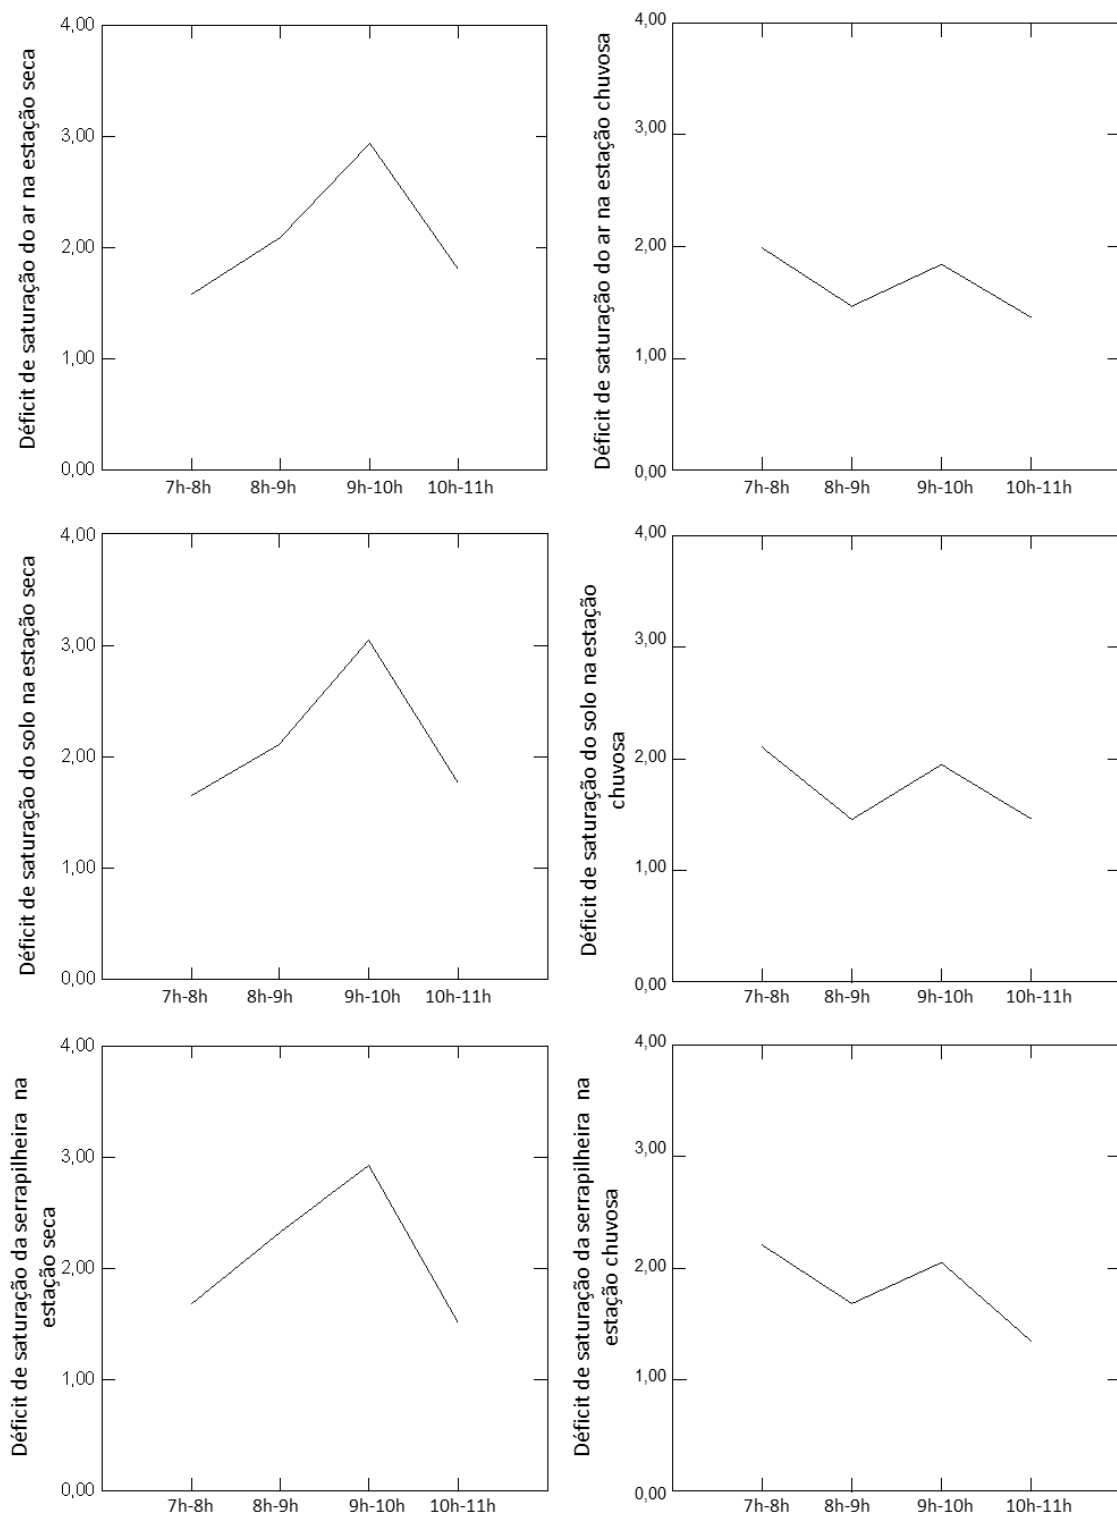 Déficit de saturação do ar na estação seca
4,00
3,00
2,00
1,00
0,00
7h-8h 8h-9h 9h-10h 10h-11h
Déficit de saturação do ar na estação chuvosa
4,00
3,00
2,00
1,00
0,00
7h-8h 8h-9h 9h-10h 10h-11h
Déficit de saturação do solo na estação seca
4,00
3,00
2,00
1,00
0,00
7h-8h 8h-9h 9h-10h 10h-11h
Déficit de saturação do solo na estação
chuvosa
4,00
3,00
2,00
1,00
0,00
7h-8h 8h-9h 9h-10h 10h-11h
Déficit de saturação da serrapilheira na
estação seca
4,00
3,00
2,00
1,00
0,00
7h-8h 8h-9h 9h-10h 10h-11h
Déficit de saturação da serrapilheira na
estação chuvosa
4,00
3,00
2,00
1,00
0,00
7h-8h 8h-9h 9h-10h 10h-11h